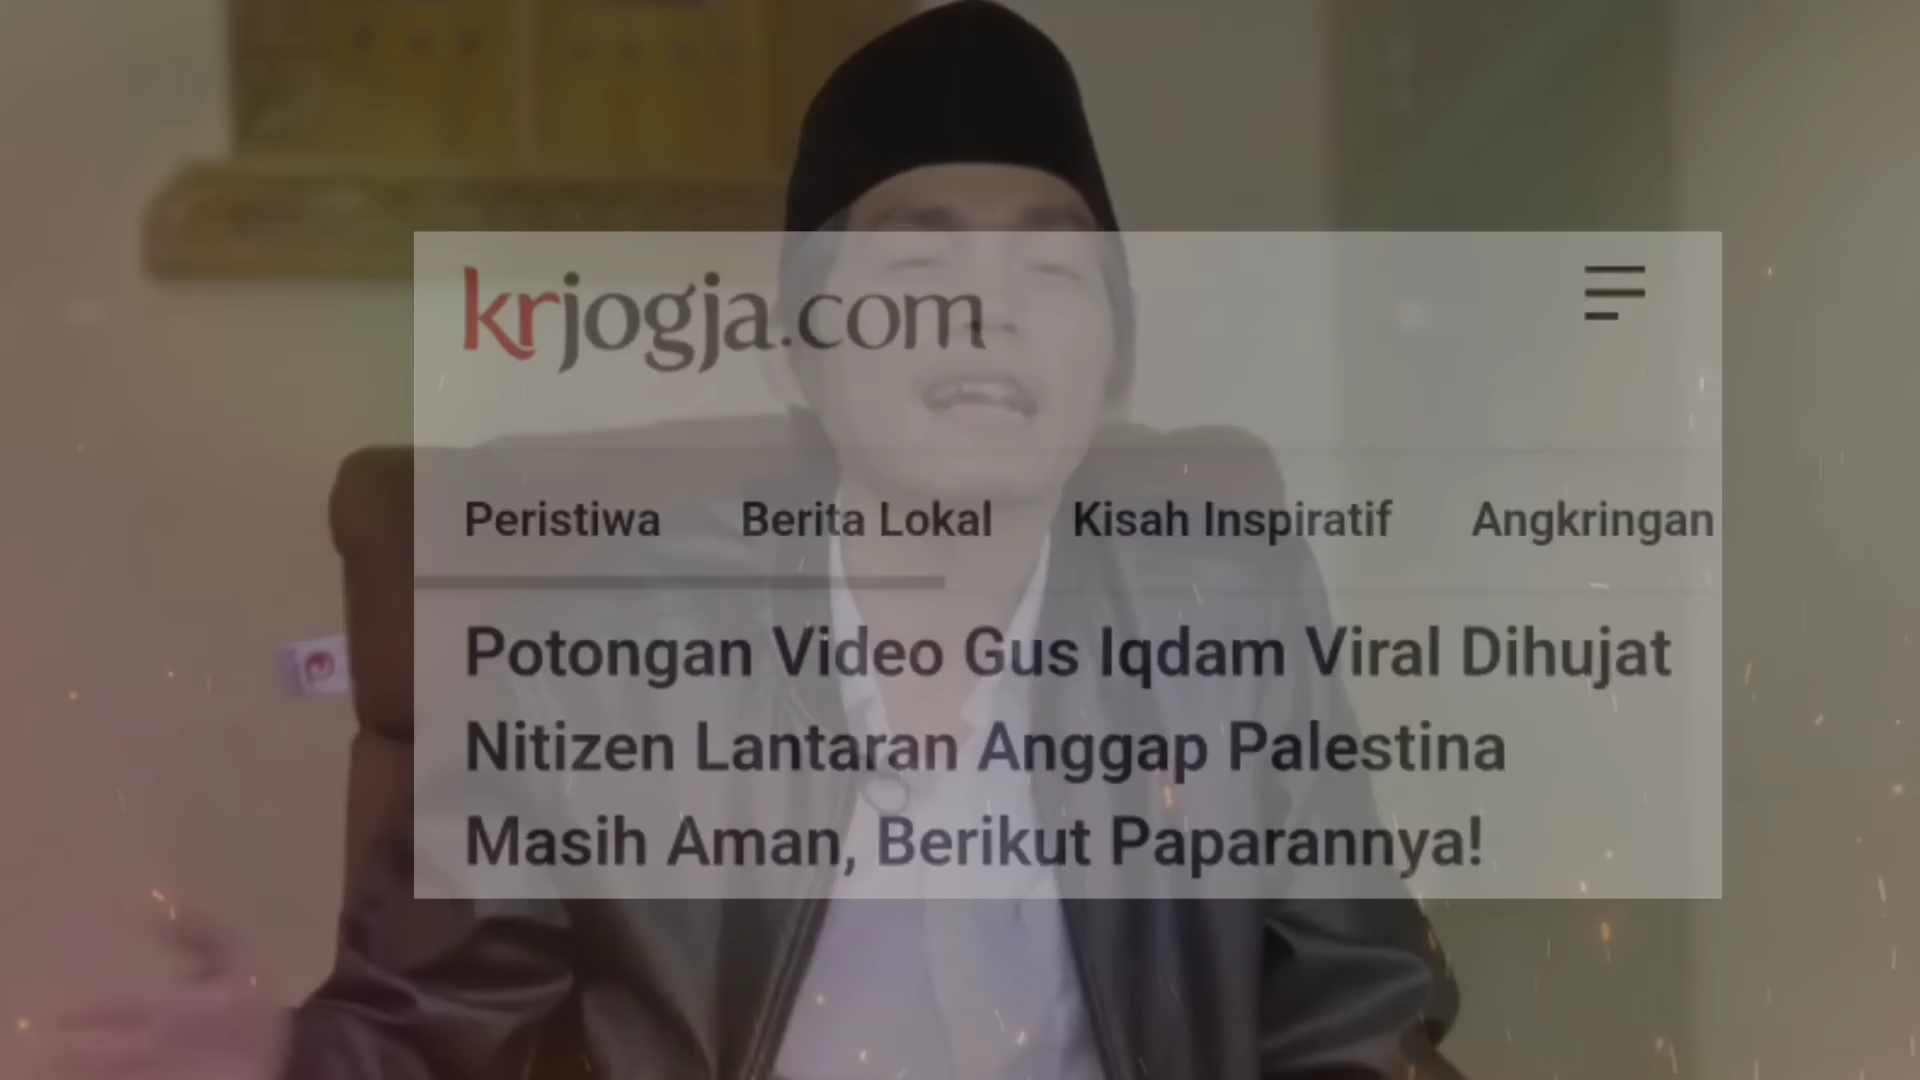 krjogja.com
Peristiwa Berita Lokal Kisah Inspiratif Angkringan
Potongan Video Gus Iqdam Viral Dihujat
Nitizen Lantaran Anggap Palestina
Masih Aman, Berikut Paparannya!